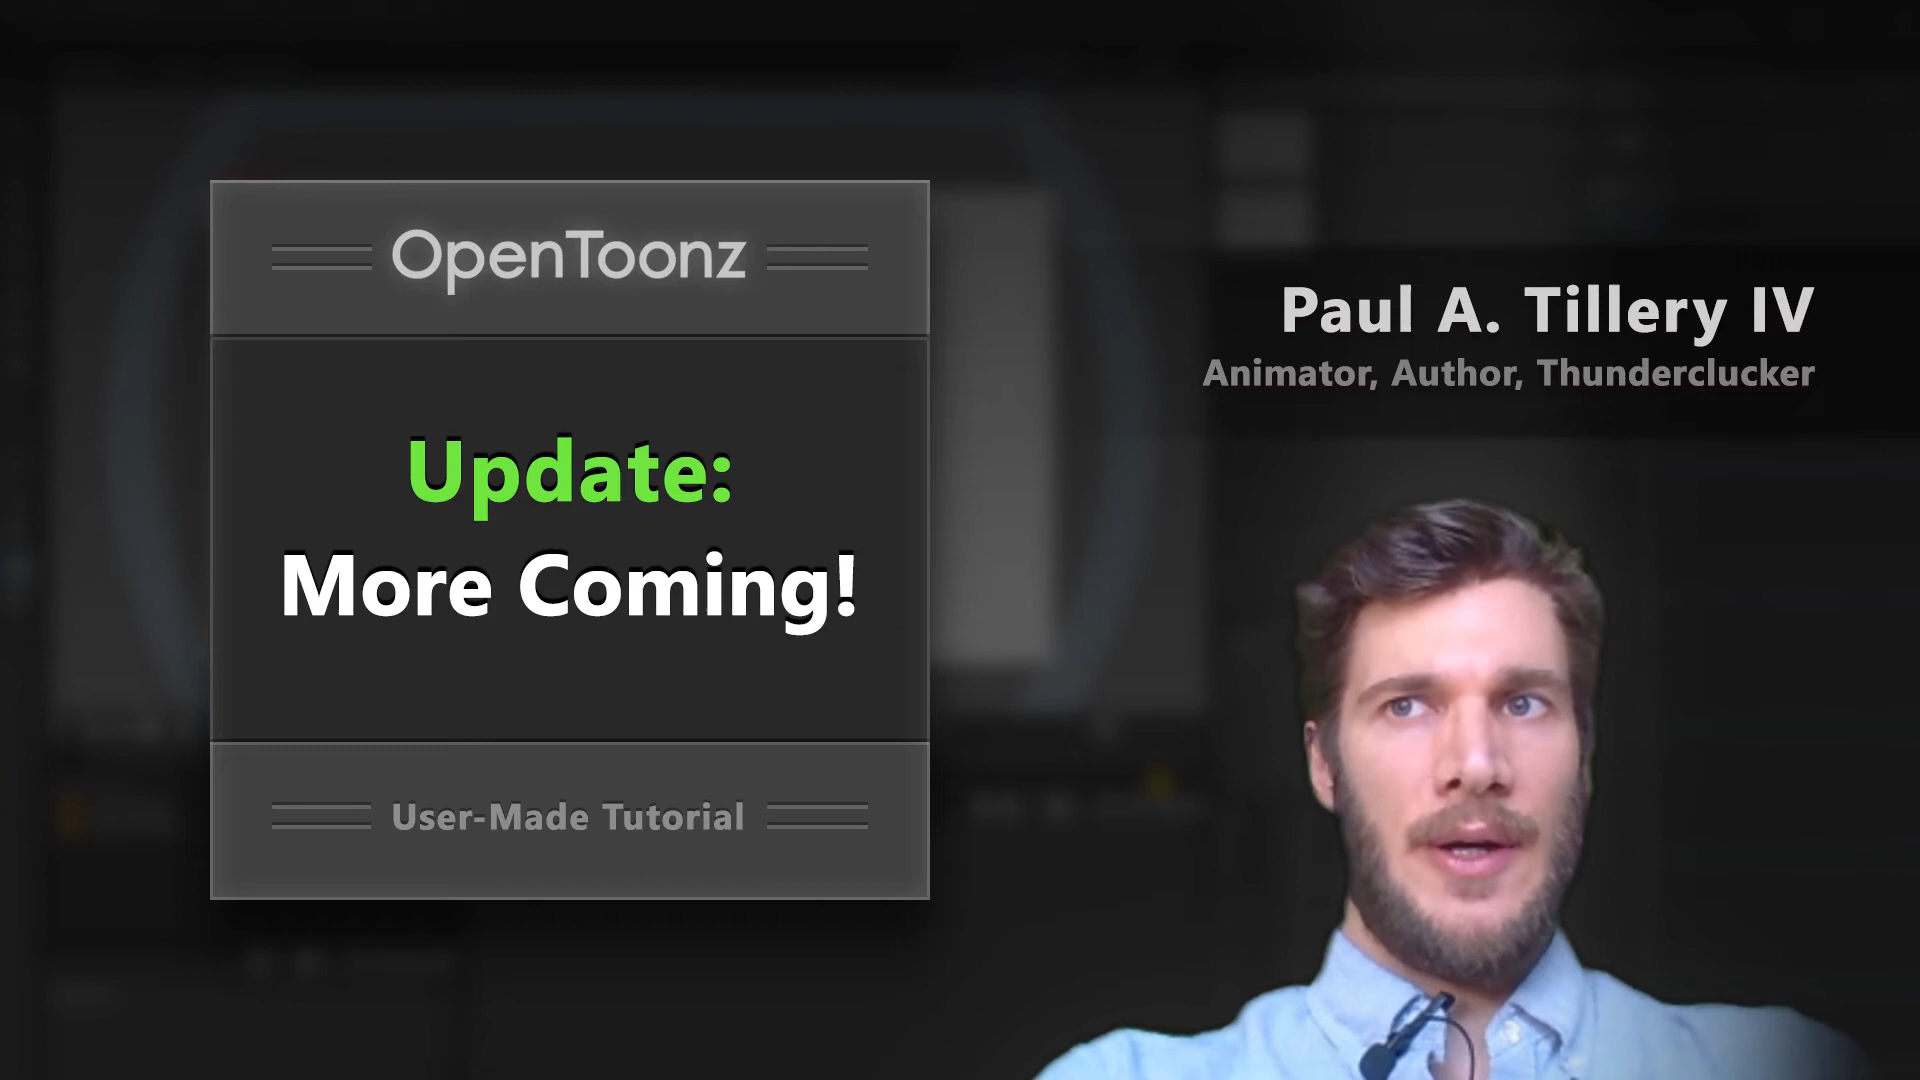 OpenToonz
Update:
More Coming!
User-Made Tutorial
Paul A. Tillery IV
Animator, Author, Thunderclucker